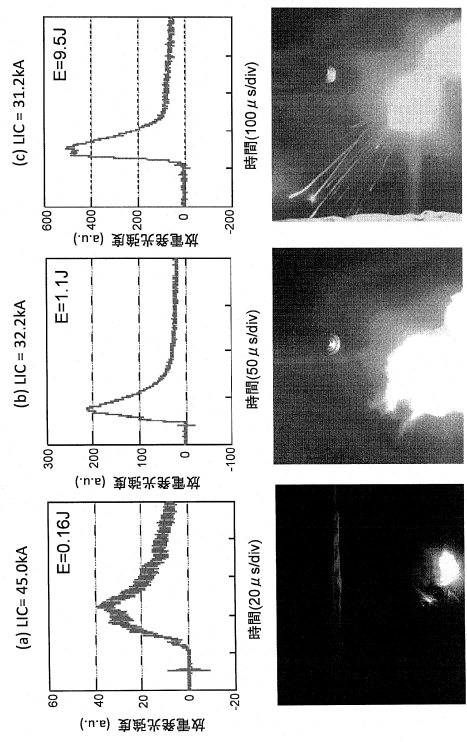 (a) LIC= 45.0kA
E=0.16J
60
40
20
0
-20
放電発光強度
(a.u.)
時間(20μs/div)
(b) LIC = 32.2kA
E=1.1J
300
200
100
0
-100
放電発光強度
(a.u.)
時間(50μs/div)
(c) LIC = 31.2kA
E=9.5J
600
400
200
0
-200
放電発光強度
(a.u.)
時間(100μs/div)